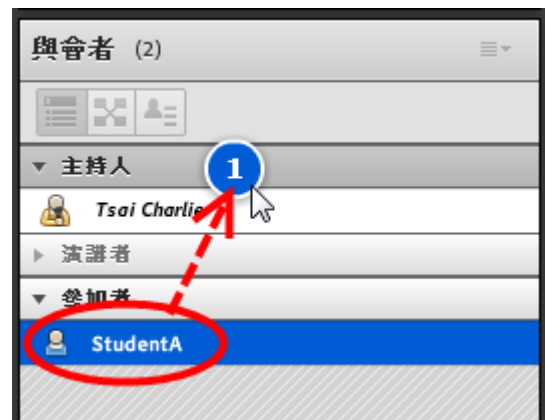 與會者 (2)
主持人
1
Tsai Charlie
演講者
參加者
StudentA